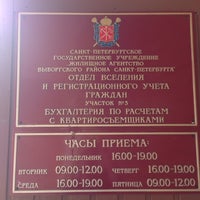 САНКТ-ПЕТЕРБУРГСКОЕ
ГОСУДАРСТВЕННОЕ УЧРЕЖДЕНИЕ
ЖИЛИЩНОЕ АГЕНТСТВО
ВЫБОРГСКОГО РАЙОНА САНКТ-ПЕТЕРБУРГА
ОТДЕЛ ВСЕЛЕНИЯ
И РЕГИСТРАЦИОННОГО УЧЕТА
ГРАЖДАН
УЧАСТОК №3
БУХГАЛТЕРИЯ ПО РАСЧЕТАМ
С КВАРТИРОСЪЕМЩИКАМИ
ЧАСЫ ПРИЕМА:
ПОНЕДЕЛЬНИК 16.00-19.00
ВТОРНИК 09.00-12.00 ЧЕТВЕРГ 16.00-19.00
СРЕДА 16.00-19.00 ПЯТНИЦА 09.00-12.00